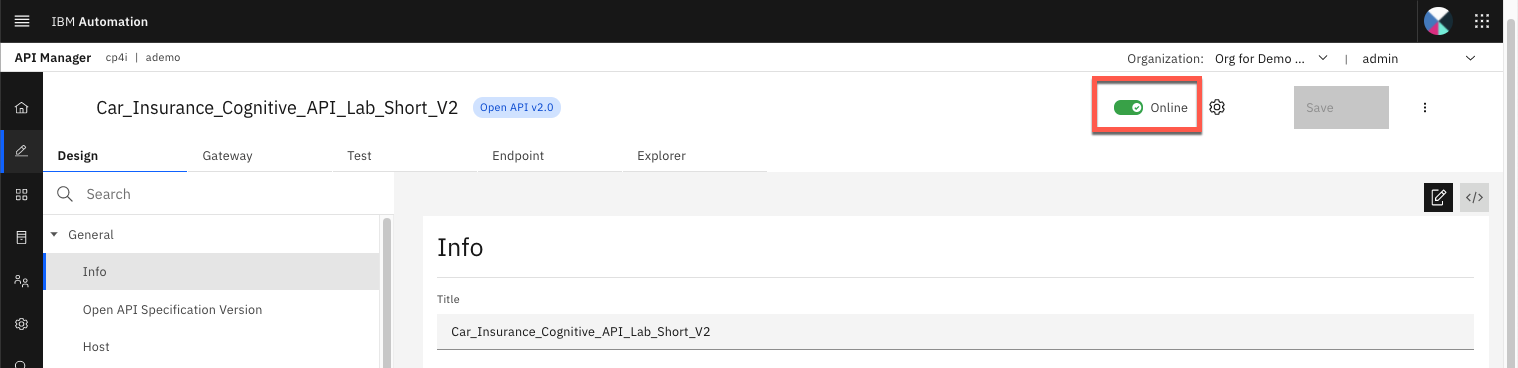 IBM Automation
API Manager cp4i | ademo
Organization: Org for Demo ... | admin
Car_Insurance_Cognitive_API_Lab_Short_V2 Open API v2.0 Online Save
Design Gateway Test Endpoint Explorer
Search
</>
General
Info
Open API Specification Version
Host
Info
Title
Car_Insurance_Cognitive_API_Lab_Short_V2